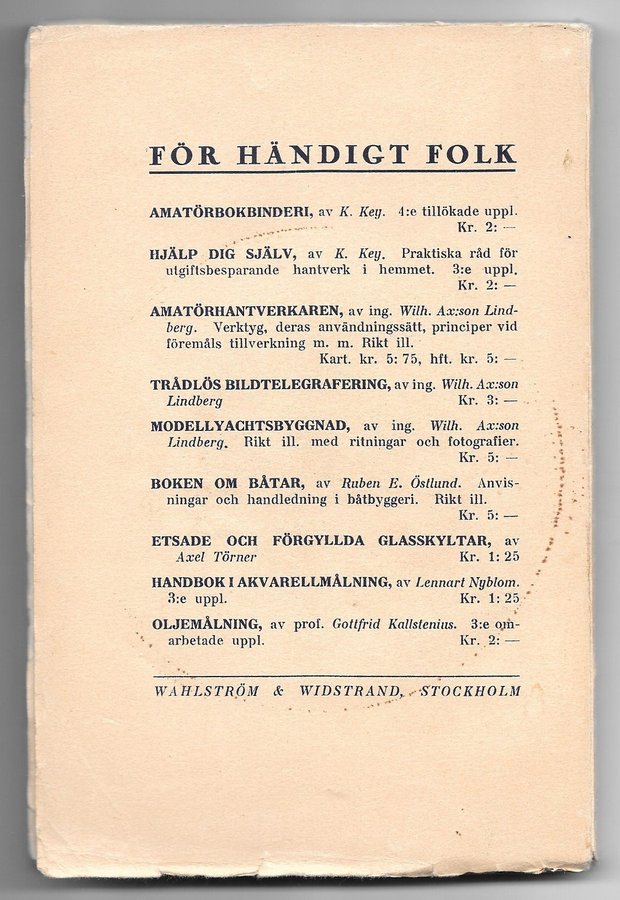 FÖR HÄNDIGT FOLK
AMATÖRBOKBINDERI, av K. Key. 4:e tillökade uppl.
Kr. 2: —
HJÄLP DIG SJÄLV, av K. Key. Praktiska råd för
utgiftsbesparande hantverk i hemmet. 3:e uppl.
Kr. 2: —
AMATÖRHANTVERKAREN, av ing. Wilh. Ax:son Lind-
berg. Verktyg, deras användningssätt, principer vid
föremåls tillverkning m. m. Rikt ill.
Kart. kr. 5: 75, hft. kr. 5: —
TRÅDLÖS BILDTELEGRAFERING, av ing. Wilh. Ax:son
Lindberg Kr. 3: —
MODELLYACHTSBYGGNAD, av ing. Wilh. Ax:son
Lindberg. Rikt ill. med ritningar och fotografier.
Kr. 5: —
BOKEN OM BÅTAR, av Ruben E. Östlund. Anvis-
ningar och handledning i båtbyggeri. Rikt ill.
Kr. 5: —
ETSADE OCH FÖRGYLLDA GLASSKYLTAR, av
Axel Törner Kr. 1: 25
HANDBOK I AKVARELLMÅLNING, av Lennart Nyblom.
3:e uppl. Kr. 1: 25
OLJEMÅLNING, av prof. Gottfrid Kallstenius. 3:e om-
arbetade uppl. Kr. 2: —
WAHLSTRÖM & WIDSTRAND, STOCKHOLM